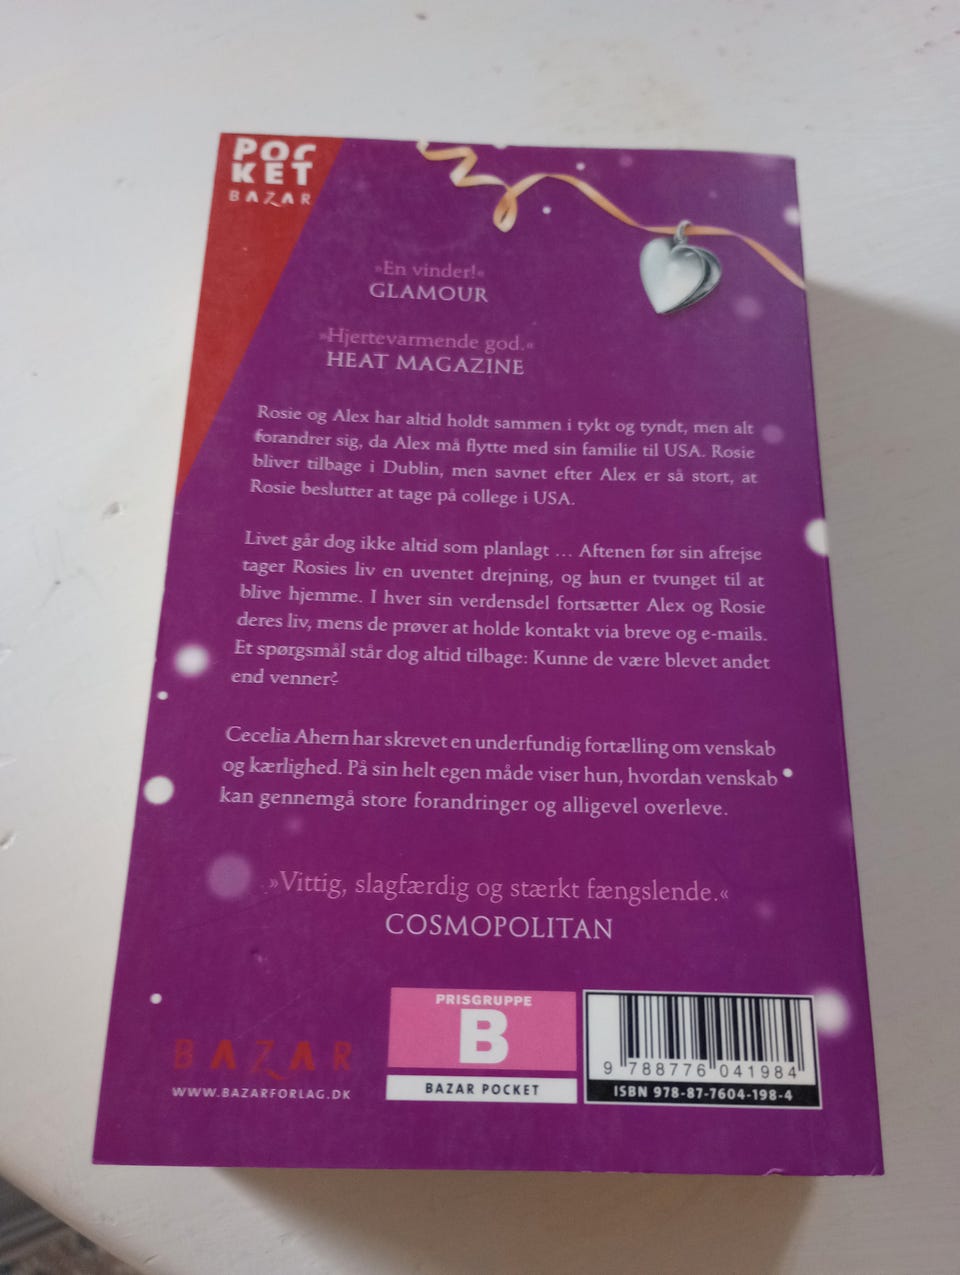 POC
KET
BAZAR
»En vinder!«
GLAMOUR
»Hjertevarmende god.«
HEAT MAGAZINE
Rosie og Alex har altid holdt sammen i tykt og tyndt, men alt
forandrer sig, da Alex må flytte med sin familie til USA. Rosie
bliver tilbage i Dublin, men savnet efter Alex er så stort, at
Rosie beslutter at tage på college i USA.
Livet går dog ikke altid som planlagt ... Aftenen før sin afrejse
tager Rosies liv en uventet drejning, og hun er tvunget til at
blive hjemme. I hver sin verdensdel fortsætter Alex og Rosie
deres liv, mens de prøver at holde kontakt via breve og e-mails.
Et spørgsmål står dog altid tilbage: Kunne de være blevet andet
end venner?
Cecelia Ahern har skrevet en underfundig fortælling om venskab
og kærlighed. På sin helt egen måde viser hun, hvordan venskab
kan gennemgå store forandringer og alligevel overleve.
»Vittig, slagfærdig og stærkt fængslende.«
COSMOPOLITAN
BAZAR
WWW.BAZARFORLAG.DK
PRISGRUPPE
B
BAZAR POCKET
9 788776 041984
ISBN 978-87-7604-198-4